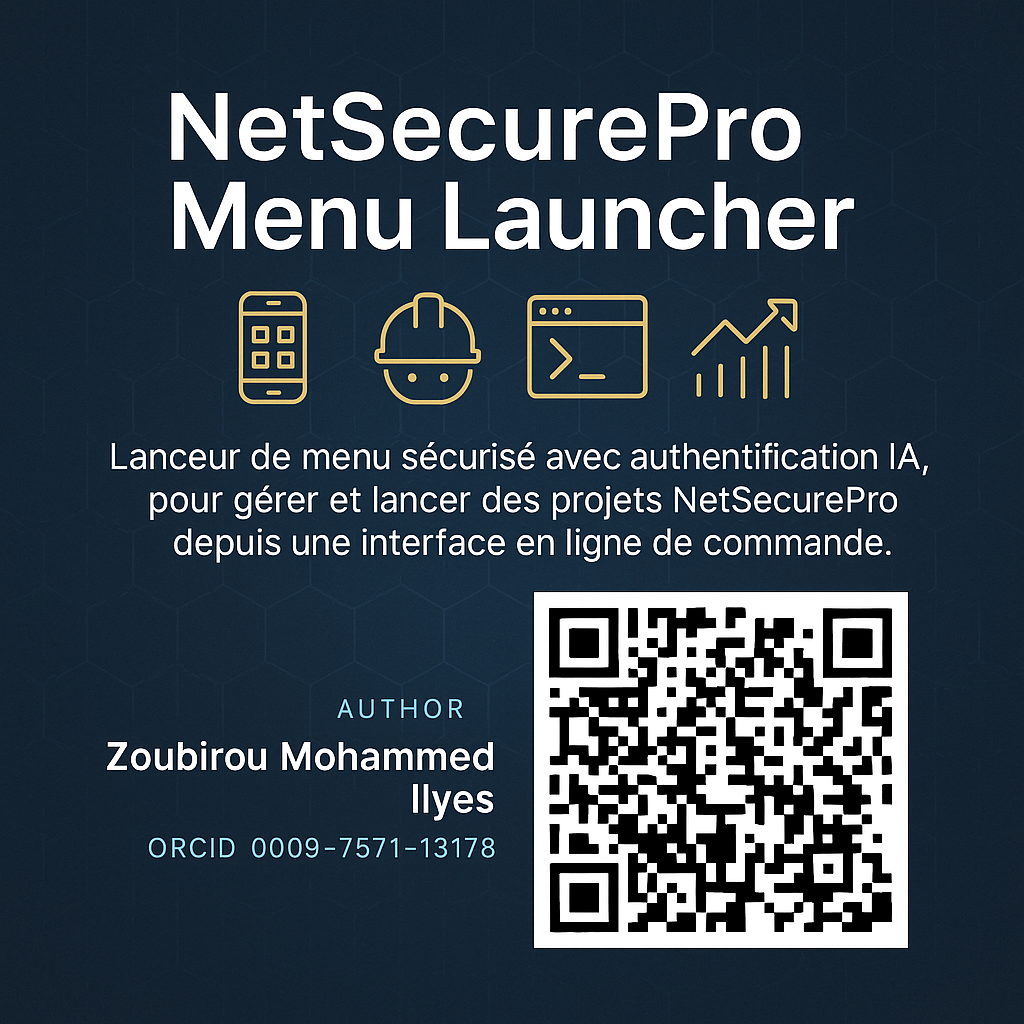 NetSecurePro
Menu Launcher
Lanceur de menu sécurisé avec authentification IA,
pour gérer et lancer des projets NetSecurePro
depuis une interface en ligne de commande.
AUTHOR
Zoubirou Mohammed
Ilyes
ORCID 0009-7571-13178